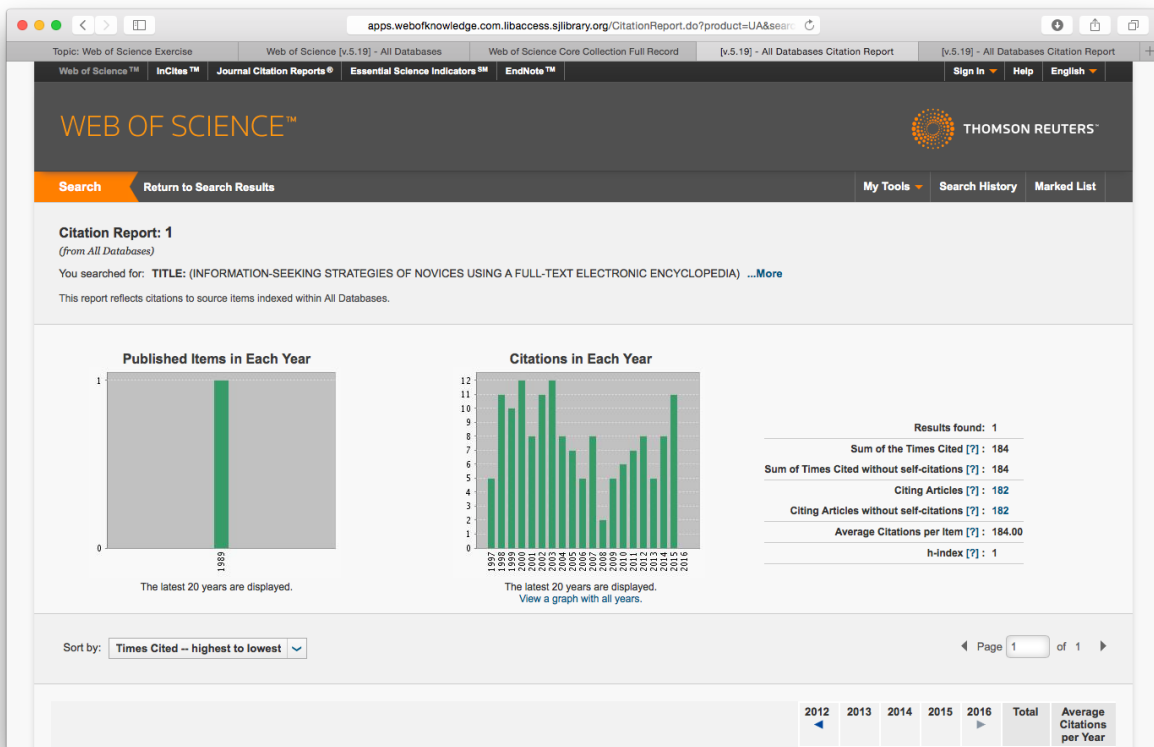 apps.webofknowledge.com.libaccess.sjlibrary.org/CitationReport.do?product=UA&sear
Topic: Web of Science Exercise
Web of Science [v.5.19] - All Databases
Web of Science Core Collection Full Record
[v.5.19] - All Databases Citation Report
[v.5.19] - All Databases Citation Report
Web of Science™ InCites™ Journal Citation Reports® Essential Science Indicators℠ EndNote™
Sign In Help English
WEB OF SCIENCE™
THOMSON REUTERS™
Search Return to Search Results My Tools Search History Marked List
Citation Report: 1
(from All Databases)
You searched for: TITLE: (INFORMATION-SEEKING STRATEGIES OF NOVICES USING A FULL-TEXT ELECTRONIC ENCYCLOPEDIA) ...More
This report reflects citations to source items indexed within All Databases.
Published Items in Each Year
1
0
1989
The latest 20 years are displayed.
Citations in Each Year
12
11
10
9
8
7
6
5
4
3
2
1
0
1997 1998 1999 2000 2001 2002 2003 2004 2005 2006 2007 2008 2009 2010 2011 2012 2013 2014 2015 2016
The latest 20 years are displayed.
View a graph with all years.
Results found: 1
Sum of the Times Cited [?] : 184
Sum of Times Cited without self-citations [?] : 184
Citing Articles [?] : 182
Citing Articles without self-citations [?] : 182
Average Citations per Item [?] : 184.00
h-index [?] : 1
Sort by: Times Cited -- highest to lowest
Page 1 of 1
2012 2013 2014 2015 2016 Total Average
Citations
per Year